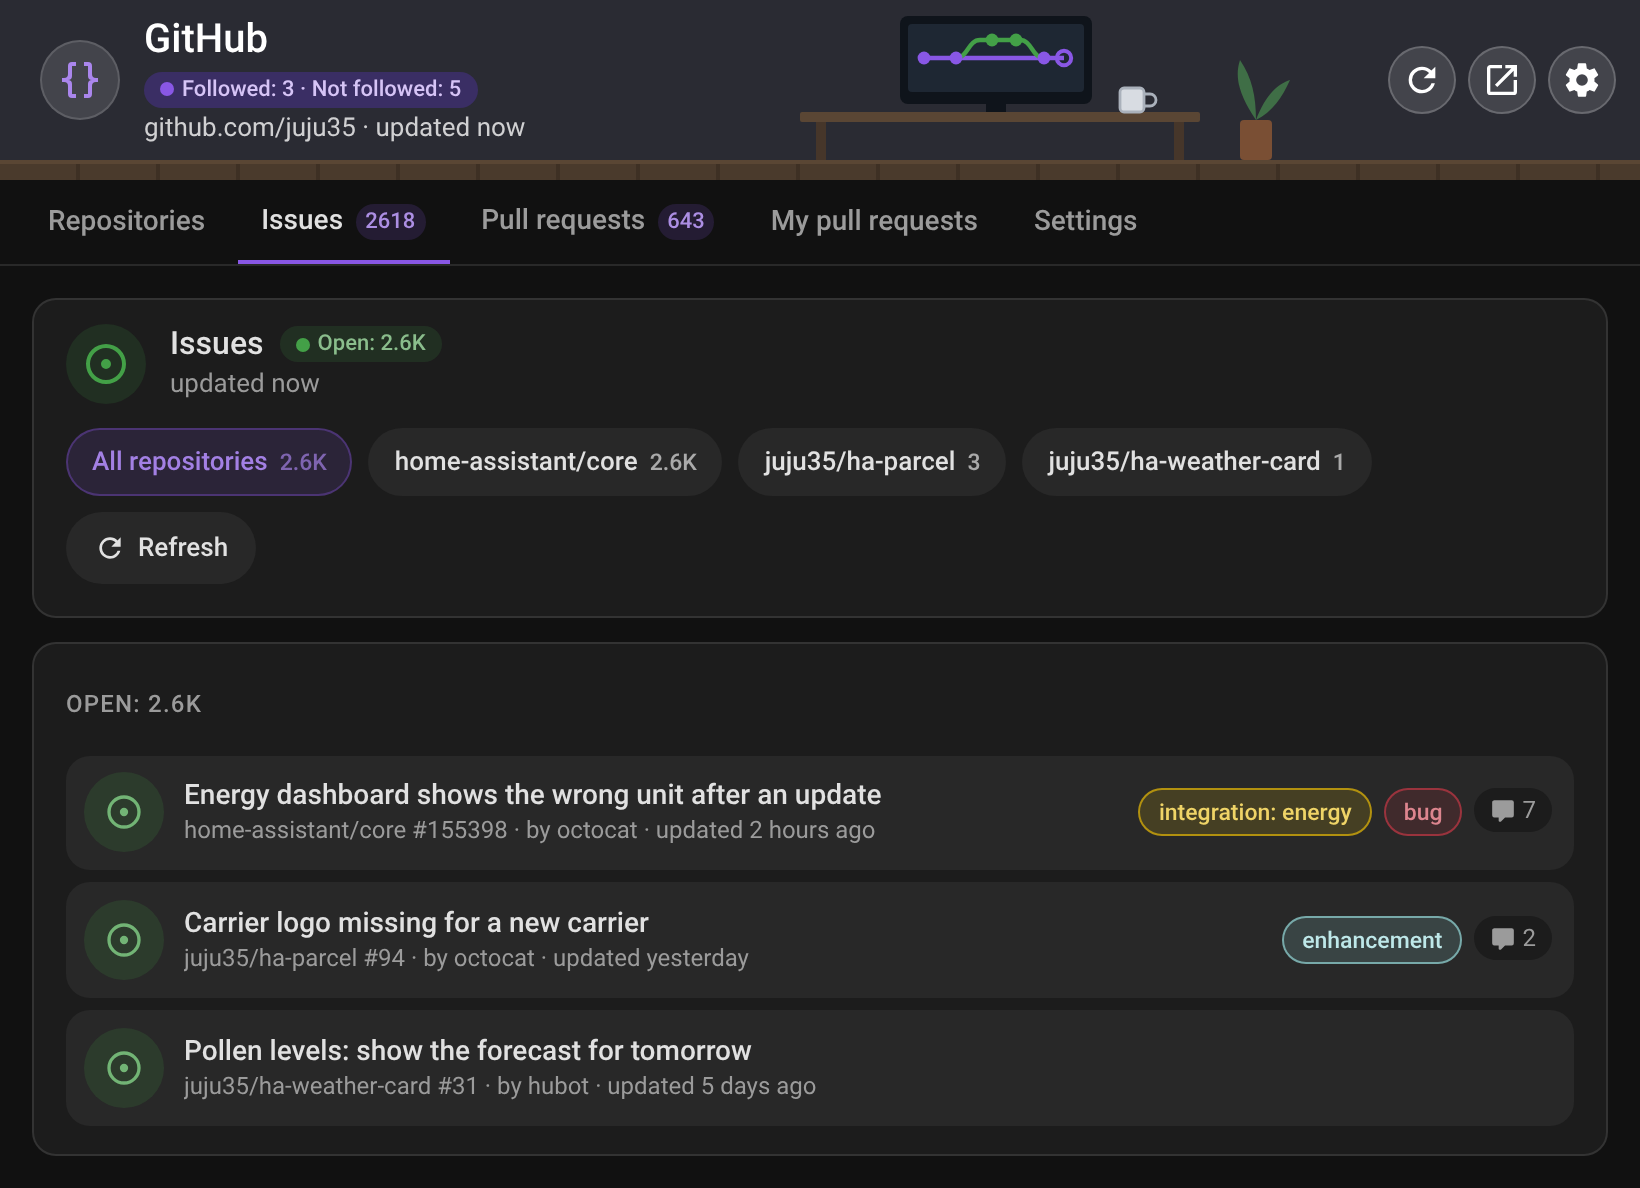 GitHub
Followed: 3 · Not followed: 5
github.com/juju35 · updated now
Repositories
Issues 2618
Pull requests 643
My pull requests
Settings
Issues
Open: 2.6K
updated now
All repositories 2.6K
home-assistant/core 2.6K
juju35/ha-parcel 3
juju35/ha-weather-card 1
Refresh
OPEN: 2.6K
Energy dashboard shows the wrong unit after an update
home-assistant/core #155398 · by octocat · updated 2 hours ago
integration: energy
bug
7
Carrier logo missing for a new carrier
juju35/ha-parcel #94 · by octocat · updated yesterday
enhancement
2
Pollen levels: show the forecast for tomorrow
juju35/ha-weather-card #31 · by hubot · updated 5 days ago